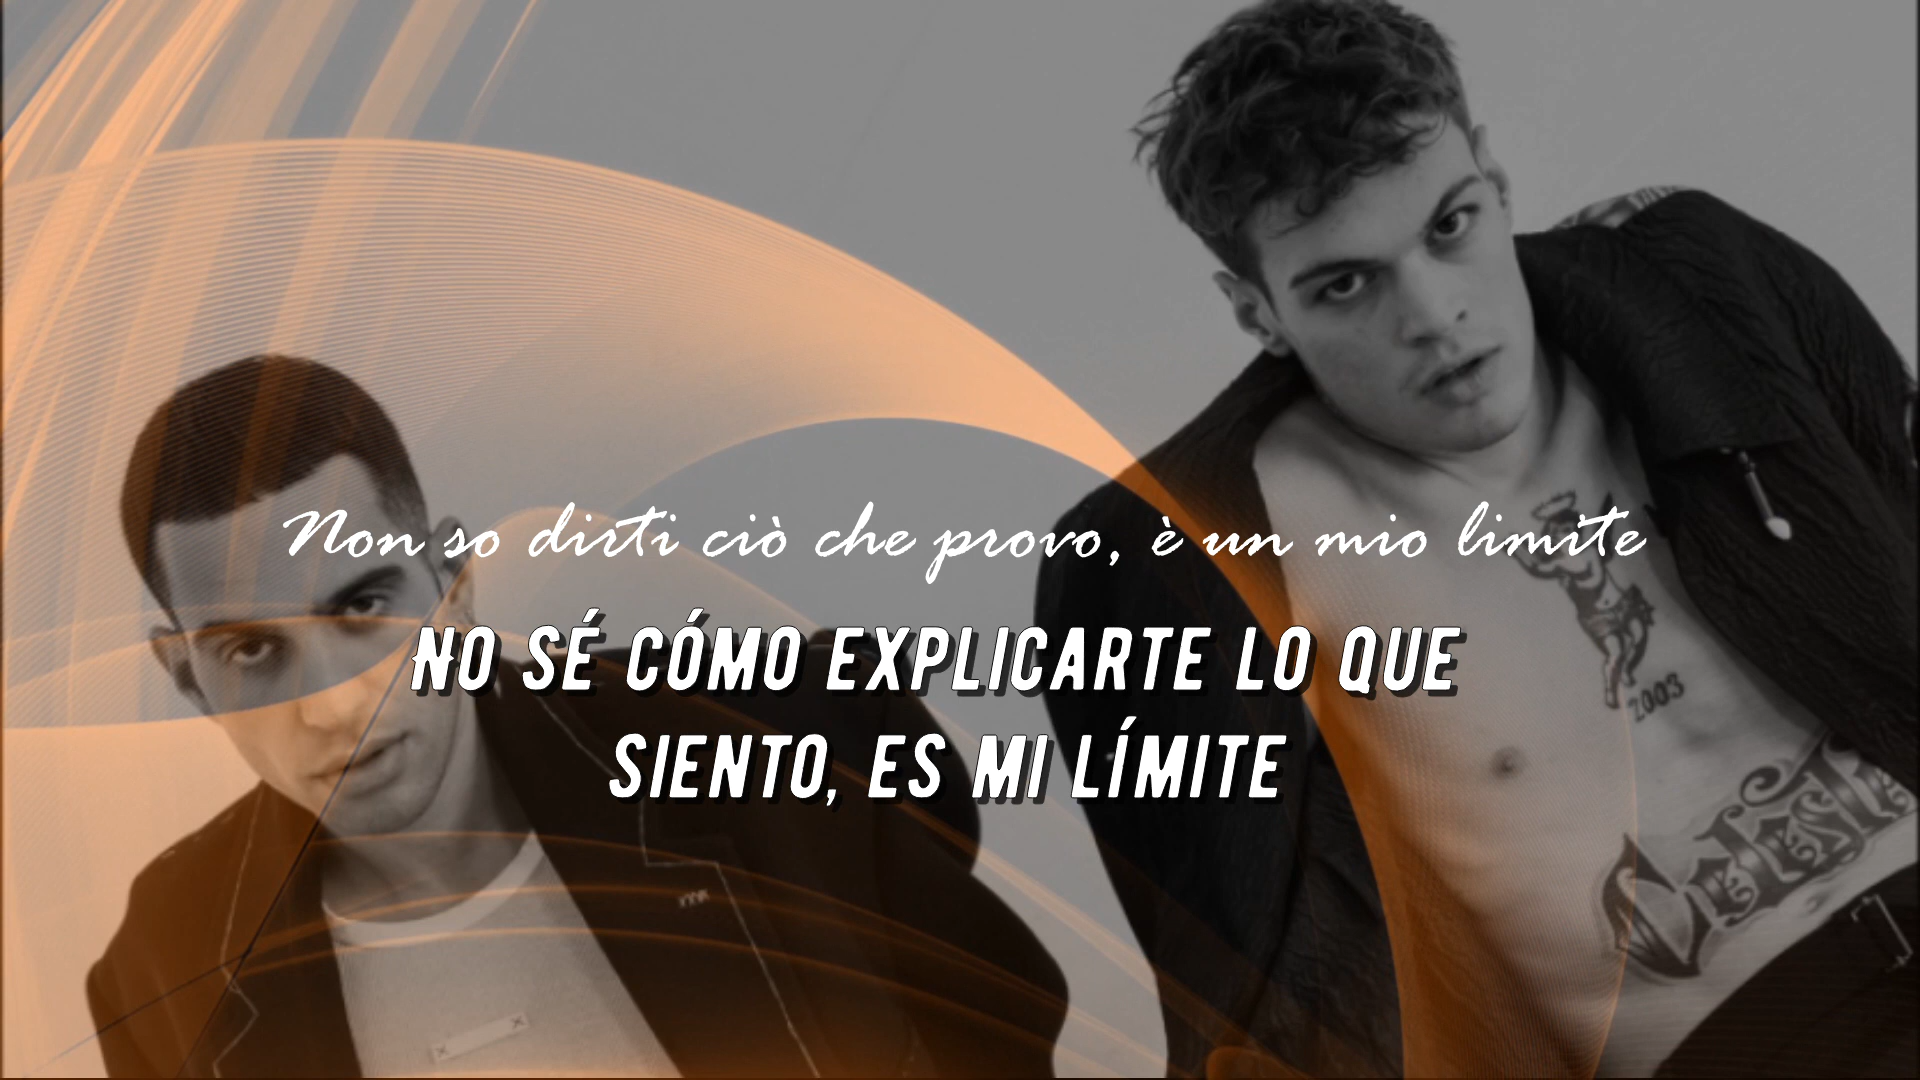 Non so dirti ciò che provo, è un mio limite
NO SÉ CÓMO EXPLICARTE LO QUE
SIENTO, ES MI LÍMITE
2003